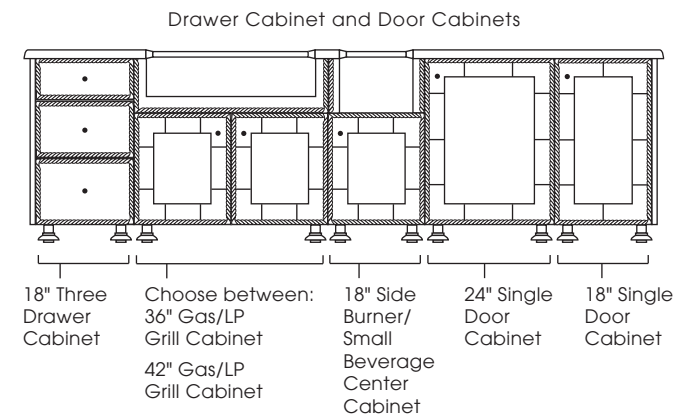 Drawer Cabinet and Door Cabinets
18" Three
Drawer
Cabinet
Choose between:
36" Gas/LP
Grill Cabinet
42" Gas/LP
Grill Cabinet
18" Side
Burner/
Small
Beverage
Center
Cabinet
24" Single
Door
Cabinet
18" Single
Door
Cabinet